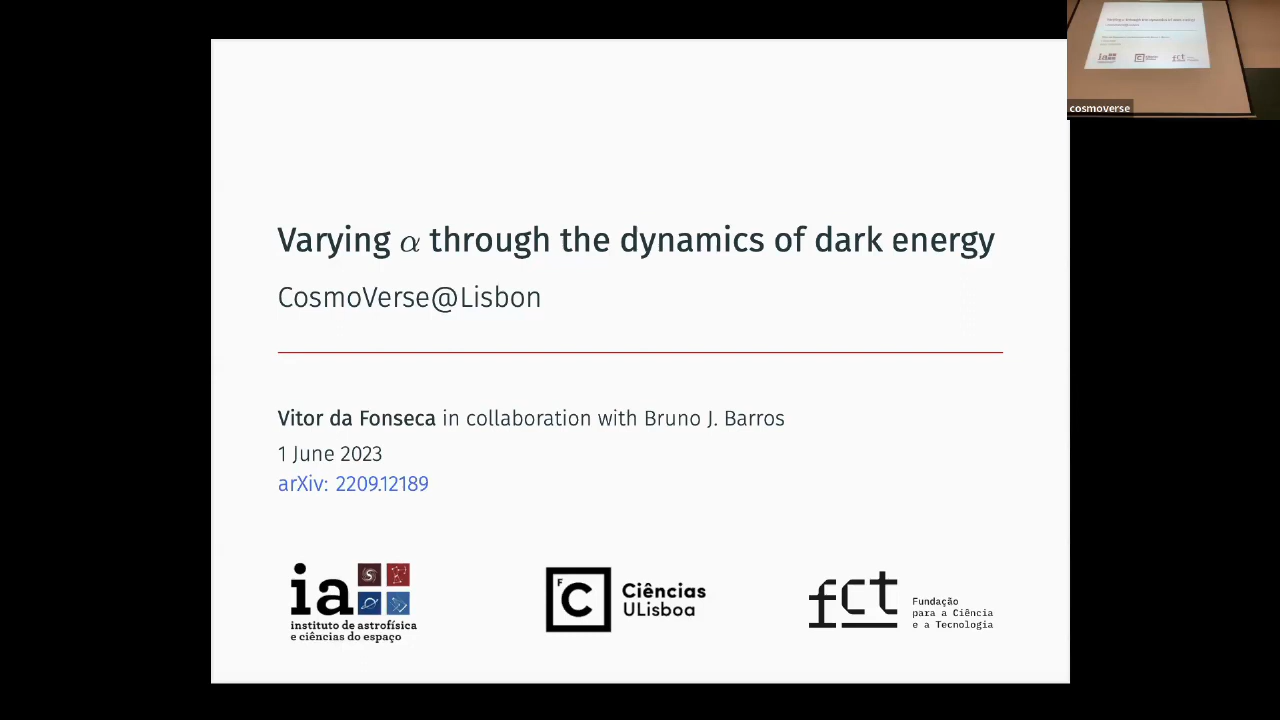 Varying α through the dynamics of dark energy
CosmoVerse@Lisbon
Vitor da Fonseca in collaboration with Bruno J. Barros
1 June 2023
arXiv: 2209.12189
ia
instituto de astrofísica
e ciências do espaço
F
C
Ciências
ULisboa
fct
Fundação
para a Ciência
e a Tecnologia
cosmoverse